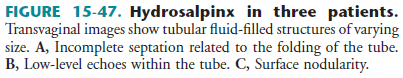 FIGURE 15-47. Hydrosalpinx in three patients.
Transvaginal images show tubular fluid-filled structures of varying
size. A, Incomplete septation related to the folding of the tube.
B, Low-level echoes within the tube. C, Surface nodularity.